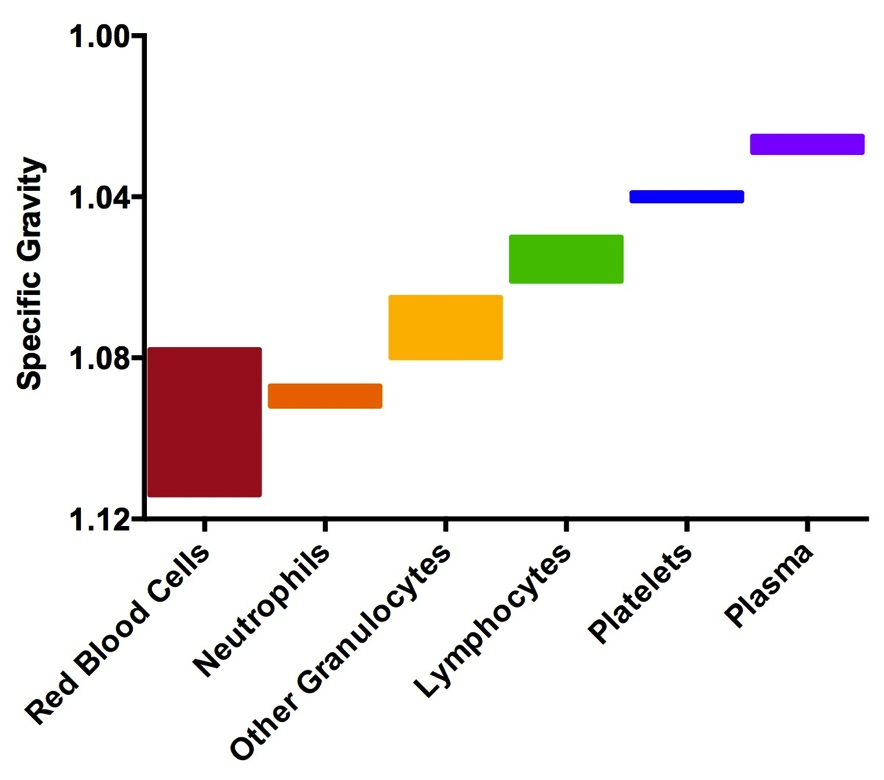 Specific Gravity
1.00
1.04
1.08
1.12
Red Blood Cells
Neutrophils
Other Granulocytes
Lymphocytes
Platelets
Plasma